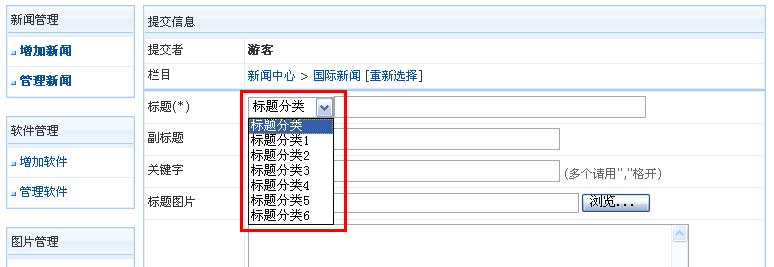 新闻管理
增加新闻
管理新闻
软件管理
增加软件
管理软件
图片管理
提交信息
提交者 游客
栏目 新闻中心 > 国际新闻 [重新选择]
标题(*) 标题分类
标题分类
标题分类1
标题分类2
标题分类3
标题分类4
标题分类5
标题分类6
副标题
关键字 (多个请用","格开)
标题图片 浏览...